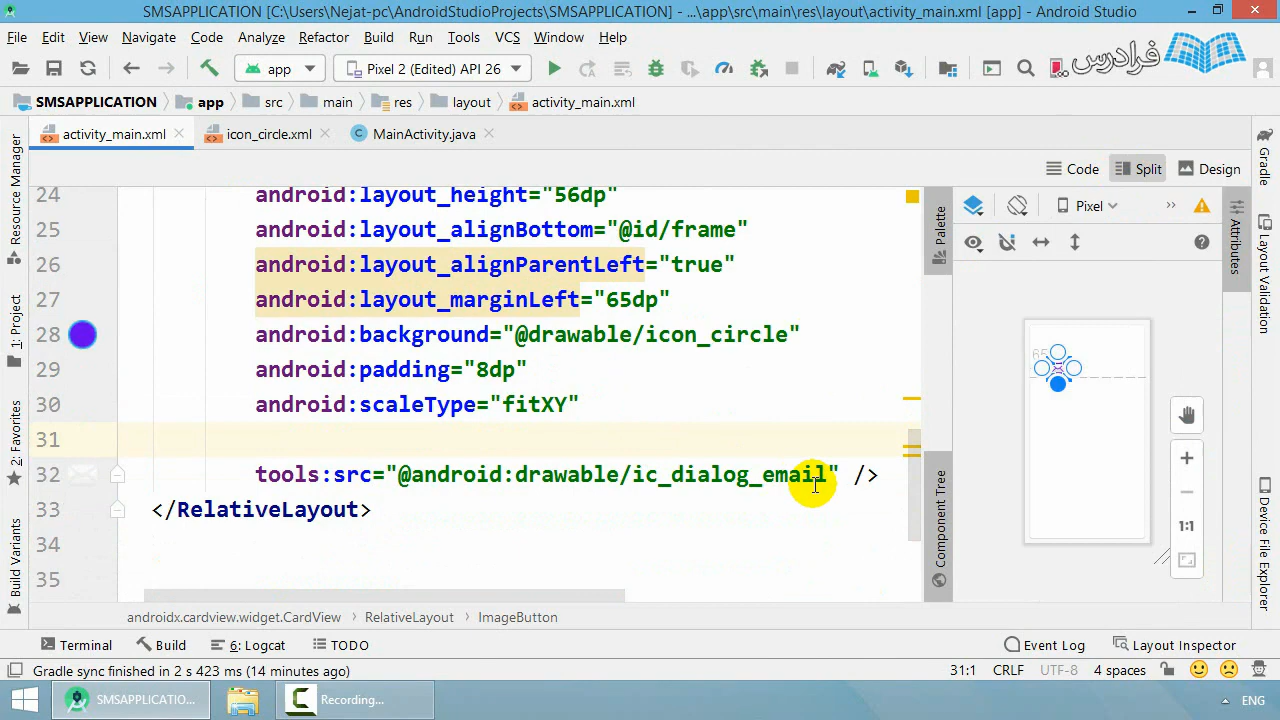 SMSAPPLICATION [C:\Users\Nejat-pc\AndroidStudioProjects\SMSAPPLICATION] - ...\app\src\main\res\layout\activity_main.xml [app] - Android Studio
File Edit View Navigate Code Analyze Refactor Build Run Tools VCS Window Help
app Pixel 2 (Edited) API 26 فرادرس
SMSAPPLICATION app src main res layout activity_main.xml
activity_main.xml icon_circle.xml MainActivity.java
Code Split Design
24 android:layout_height="56dp"
25 android:layout_alignBottom="@id/frame"
26 android:layout_alignParentLeft="true"
27 android:layout_marginLeft="65dp"
28 android:background="@drawable/icon_circle"
29 android:padding="8dp"
30 android:scaleType="fitXY"
31
32 tools:src="@android:drawable/ic_dialog_email" />
33 </RelativeLayout>
34
35
Resource Manager
1: Project
2: Favorites
Build Variants
Palette
Component Tree
Pixel
1:1
Attributes
Gradle
Layout Validation
Device File Explorer
androidx.cardview.widget.CardView RelativeLayout ImageButton
Terminal Build 6: Logcat TODO Event Log Layout Inspector
Gradle sync finished in 2 s 423 ms (14 minutes ago) 31:1 CRLF UTF-8 4 spaces
SMSAPPLICATIO... Recording... ENG